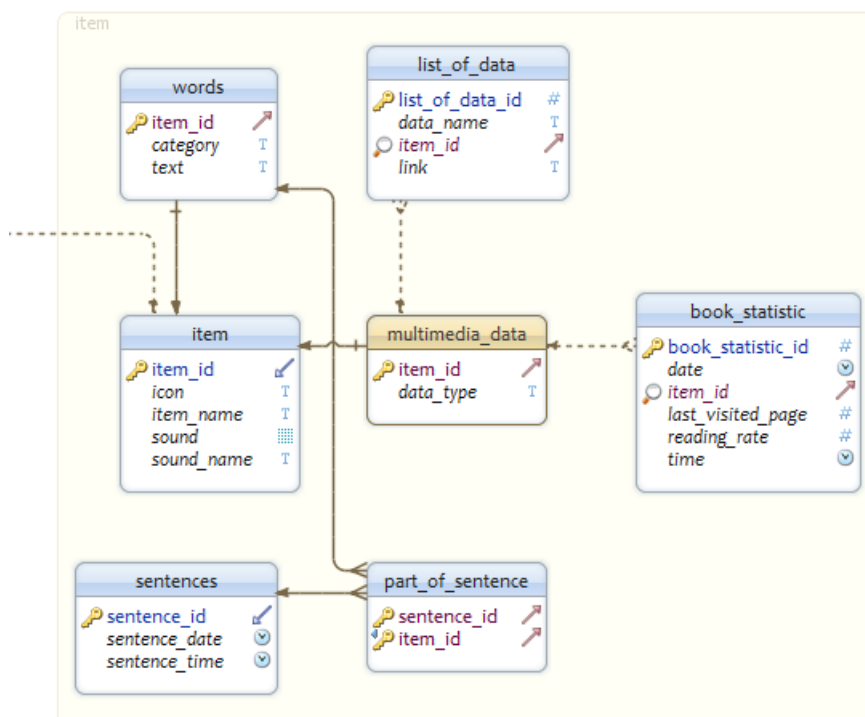 item
words
item_id
category T
text T
list_of_data
list_of_data_id #
data_name T
item_id
link T
item
item_id
icon T
item_name T
sound
sound_name T
multimedia_data
item_id
data_type T
book_statistic
book_statistic_id #
date
item_id
last_visited_page #
reading_rate #
time
sentences
sentence_id
sentence_date
sentence_time
part_of_sentence
sentence_id
item_id